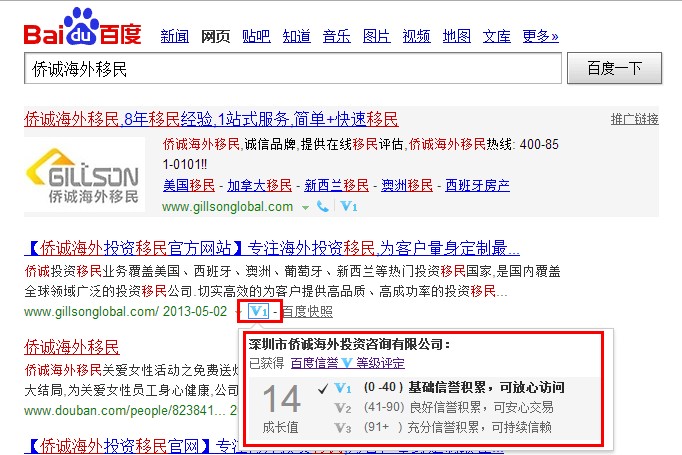 Bai du 百度
新闻 网页 贴吧 知道 音乐 图片 视频 地图 文库 更多»
侨诚海外移民
百度一下
侨诚海外移民,8年移民经验,1站式服务,简单+快速移民
推广链接
GILLSON
侨诚海外移民
侨诚海外移民,诚信品牌,提供在线移民评估,侨诚海外移民热线: 400-85
1-0101!!
美国移民 - 加拿大移民 - 新西兰移民 - 澳洲移民 - 西班牙房产
www.gillsonglobal.com V1
【侨诚海外投资移民官方网站】专注海外投资移民,为客户量身定制最...
侨诚投资移民业务覆盖美国、西班牙、澳洲、葡萄牙、新西兰等热门投资移民国家,是国内覆盖
全球领域广泛的投资移民公司.切实高效的为客户提供高品质、高成功率的投资移民...
www.gillsonglobal.com/ 2013-05-02 V1 - 百度快照
侨诚海外移民
侨诚海外移民关爱女性活动之免费送
大结局,为关爱女性员工身心健康,公司
www.douban.com/people/823841... 2
【侨诚海外投资移民官网】专注海
深圳市侨诚海外投资咨询有限公司：
已获得 百度信誉 V 等级评定
14
成长值
✓ V1 (0 -40 ) 基础信誉积累，可放心访问
V2 (41-90) 良好信誉积累，可安心交易
V3 (91+ ) 充分信誉积累，可持续信赖